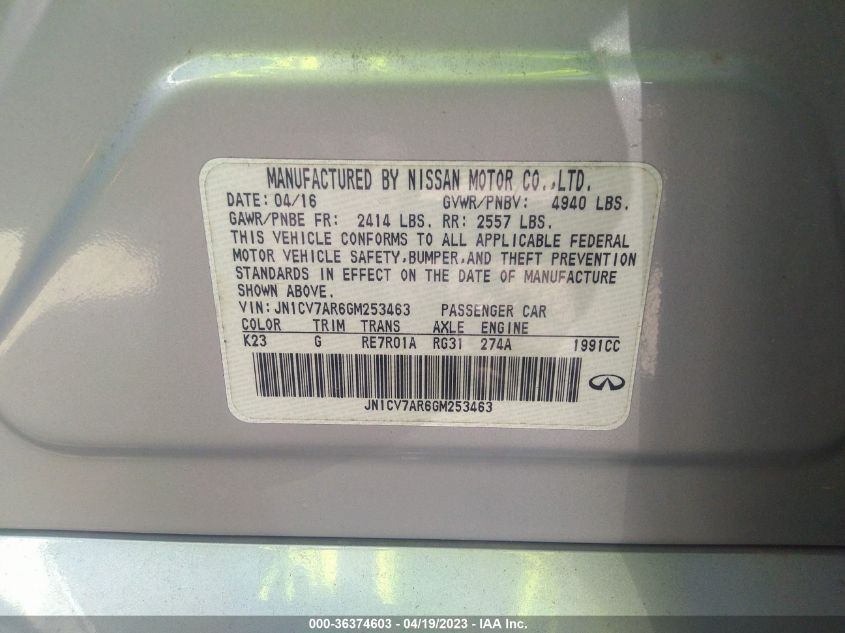 MANUFACTURED BY NISSAN MOTOR CO.,LTD.
DATE: 04/16 GVWR/PNBV: 4940 LBS.
GAWR/PNBE FR: 2414 LBS. RR: 2557 LBS.
THIS VEHICLE CONFORMS TO ALL APPLICABLE FEDERAL
MOTOR VEHICLE SAFETY,BUMPER,AND THEFT PREVENTION
STANDARDS IN EFFECT ON THE DATE OF MANUFACTURE
SHOWN ABOVE.
VIN:JN1CV7AR6GM253463 PASSENGER CAR
COLOR TRIM TRANS AXLE ENGINE
K23 G RE7R01A RG31 274A 1991CC
JN1CV7AR6GM253463
000-36374603 - 04/19/2023 - IAA Inc.